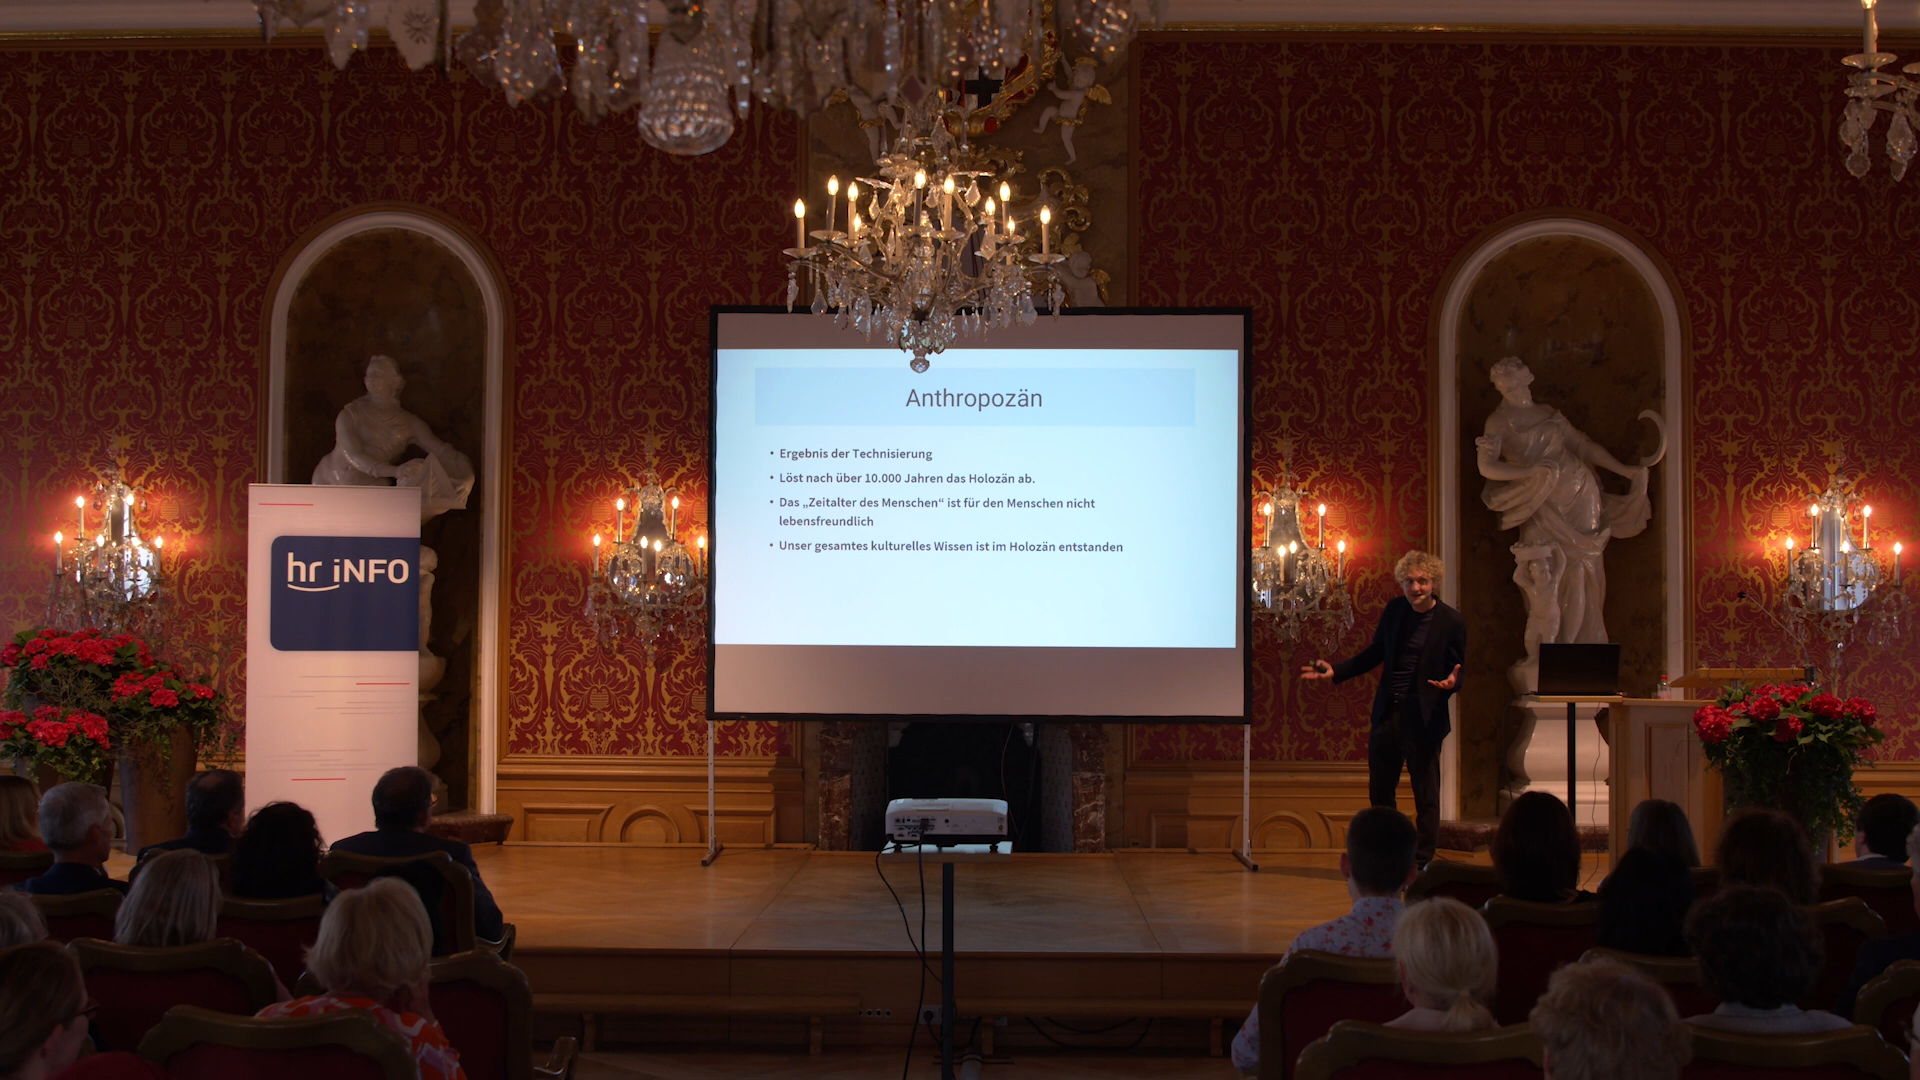 Anthropozän
• Ergebnis der Technisierung
• Löst nach über 10.000 Jahren das Holozän ab.
• Das „Zeitalter des Menschen“ ist für den Menschen nicht
lebensfreundlich
• Unser gesamtes kulturelles Wissen ist im Holozän entstanden
hr iNFO